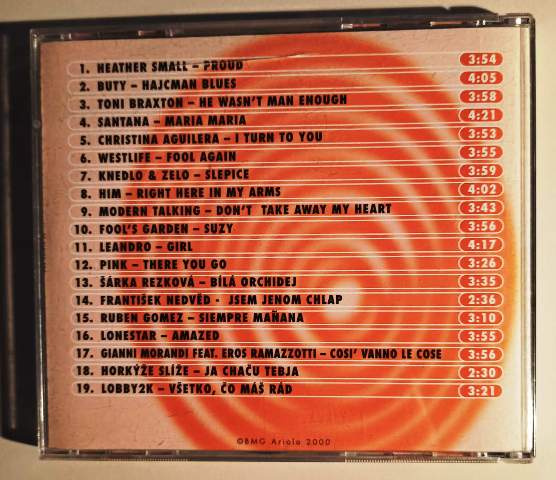 1. HEATHER SMALL – PROUD 3:54
2. BUTY – HAJCMAN BLUES 4:05
3. TONI BRAXTON – HE WASN'T MAN ENOUGH 3:58
4. SANTANA – MARIA MARIA 4:21
5. CHRISTINA AGUILERA – I TURN TO YOU 3:53
6. WESTLIFE – FOOL AGAIN 3:55
7. KNEDLO & ZELO – SLEPICE 3:59
8. HIM – RIGHT HERE IN MY ARMS 4:02
9. MODERN TALKING – DON'T TAKE AWAY MY HEART 3:43
10. FOOL'S GARDEN – SUZY 3:56
11. LEANDRO – GIRL 4:17
12. PINK – THERE YOU GO 3:26
13. ŠÁRKA REZKOVÁ – BÍLÁ ORCHIDEJ 3:35
14. FRANTIŠEK NEDVĚD - JSEM JENOM CHLAP 2:36
15. RUBEN GOMEZ – SIEMPRE MAÑANA 3:10
16. LONESTAR – AMAZED 3:55
17. GIANNI MORANDI FEAT. EROS RAMAZZOTTI – COSI' VANNO LE COSE 3:56
18. HORKÝŽE SLÍŽE – JA CHAČU TEBJA 2:30
19. LOBBY2K – VŠETKO, ČO MÁŠ RÁD 3:21
©BMG Ariola 2000